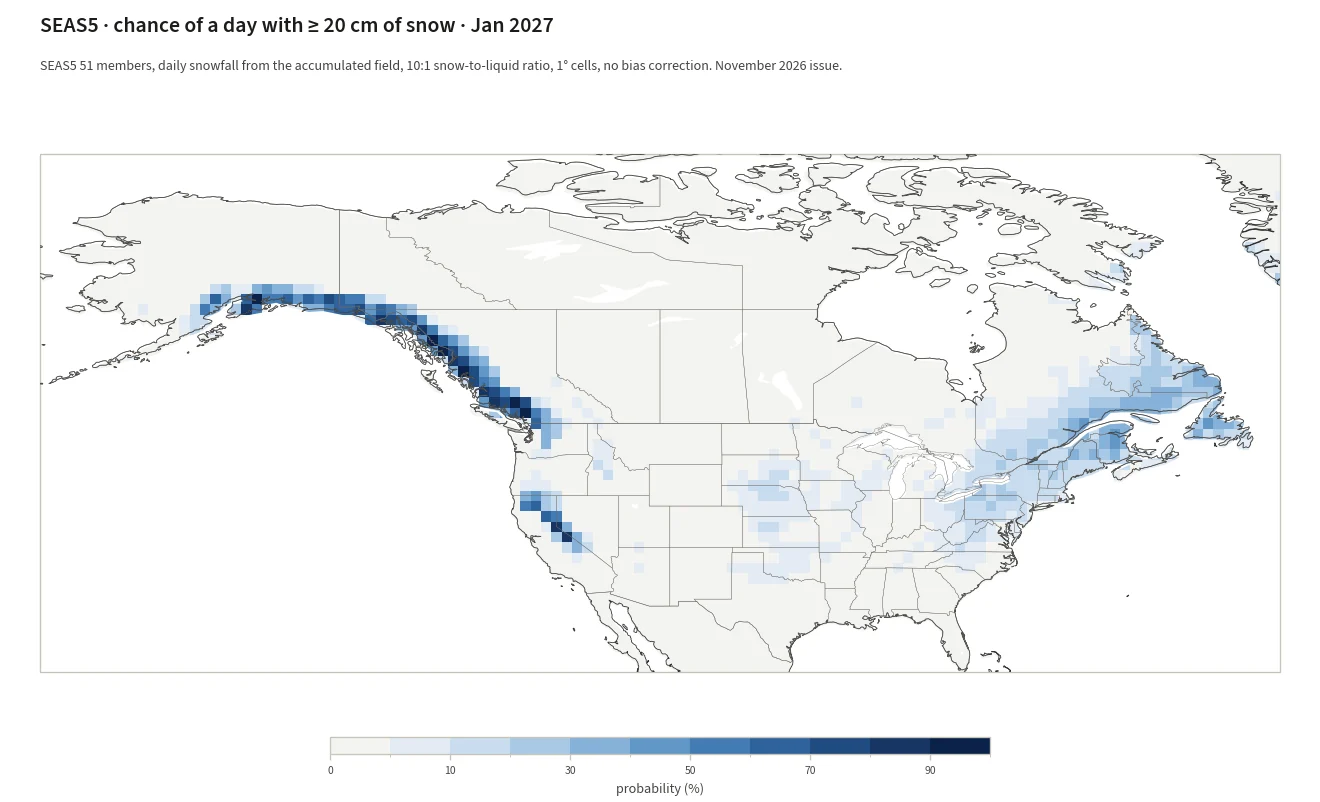 SEAS5 · chance of a day with ≥ 20 cm of snow · Jan 2027
SEAS5 51 members, daily snowfall from the accumulated field, 10:1 snow-to-liquid ratio, 1° cells, no bias correction. November 2026 issue.
0 10 30 50 70 90
probability (%)